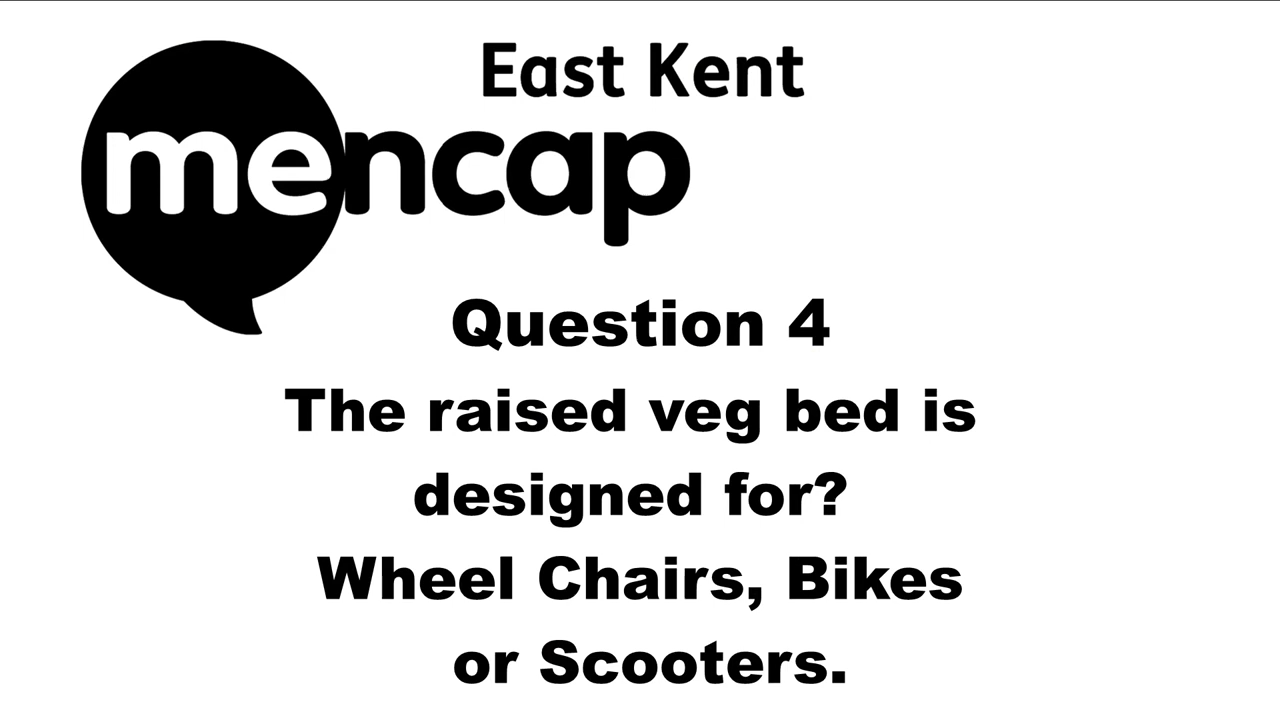 East Kent
mencap
Question 4
The raised veg bed is
designed for?
Wheel Chairs, Bikes
or Scooters.